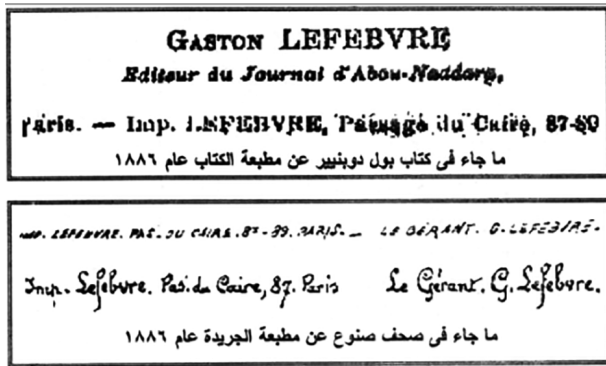 GASTON LEFEBVRE
Editeur du Journal d'Abou-Naddara,
Paris. — Imp. LEFEBVRE, Passage du Caire, 87-89
ما جاء فى كتاب بول دوبنيير عن مطبعة الكتاب عام ١٨٨٦
IMP. LEFEBVRE. PAS. DU CAIRE. 87-89. PARIS. — LE GÉRANT. G. LEFEBVRE.
Imp. Lefebvre. Pas. du Caire, 87. Paris Le Gérant. G. Lefebvre.
ما جاء فى صحف صنوع عن مطبعة الجريدة عام ١٨٨٦